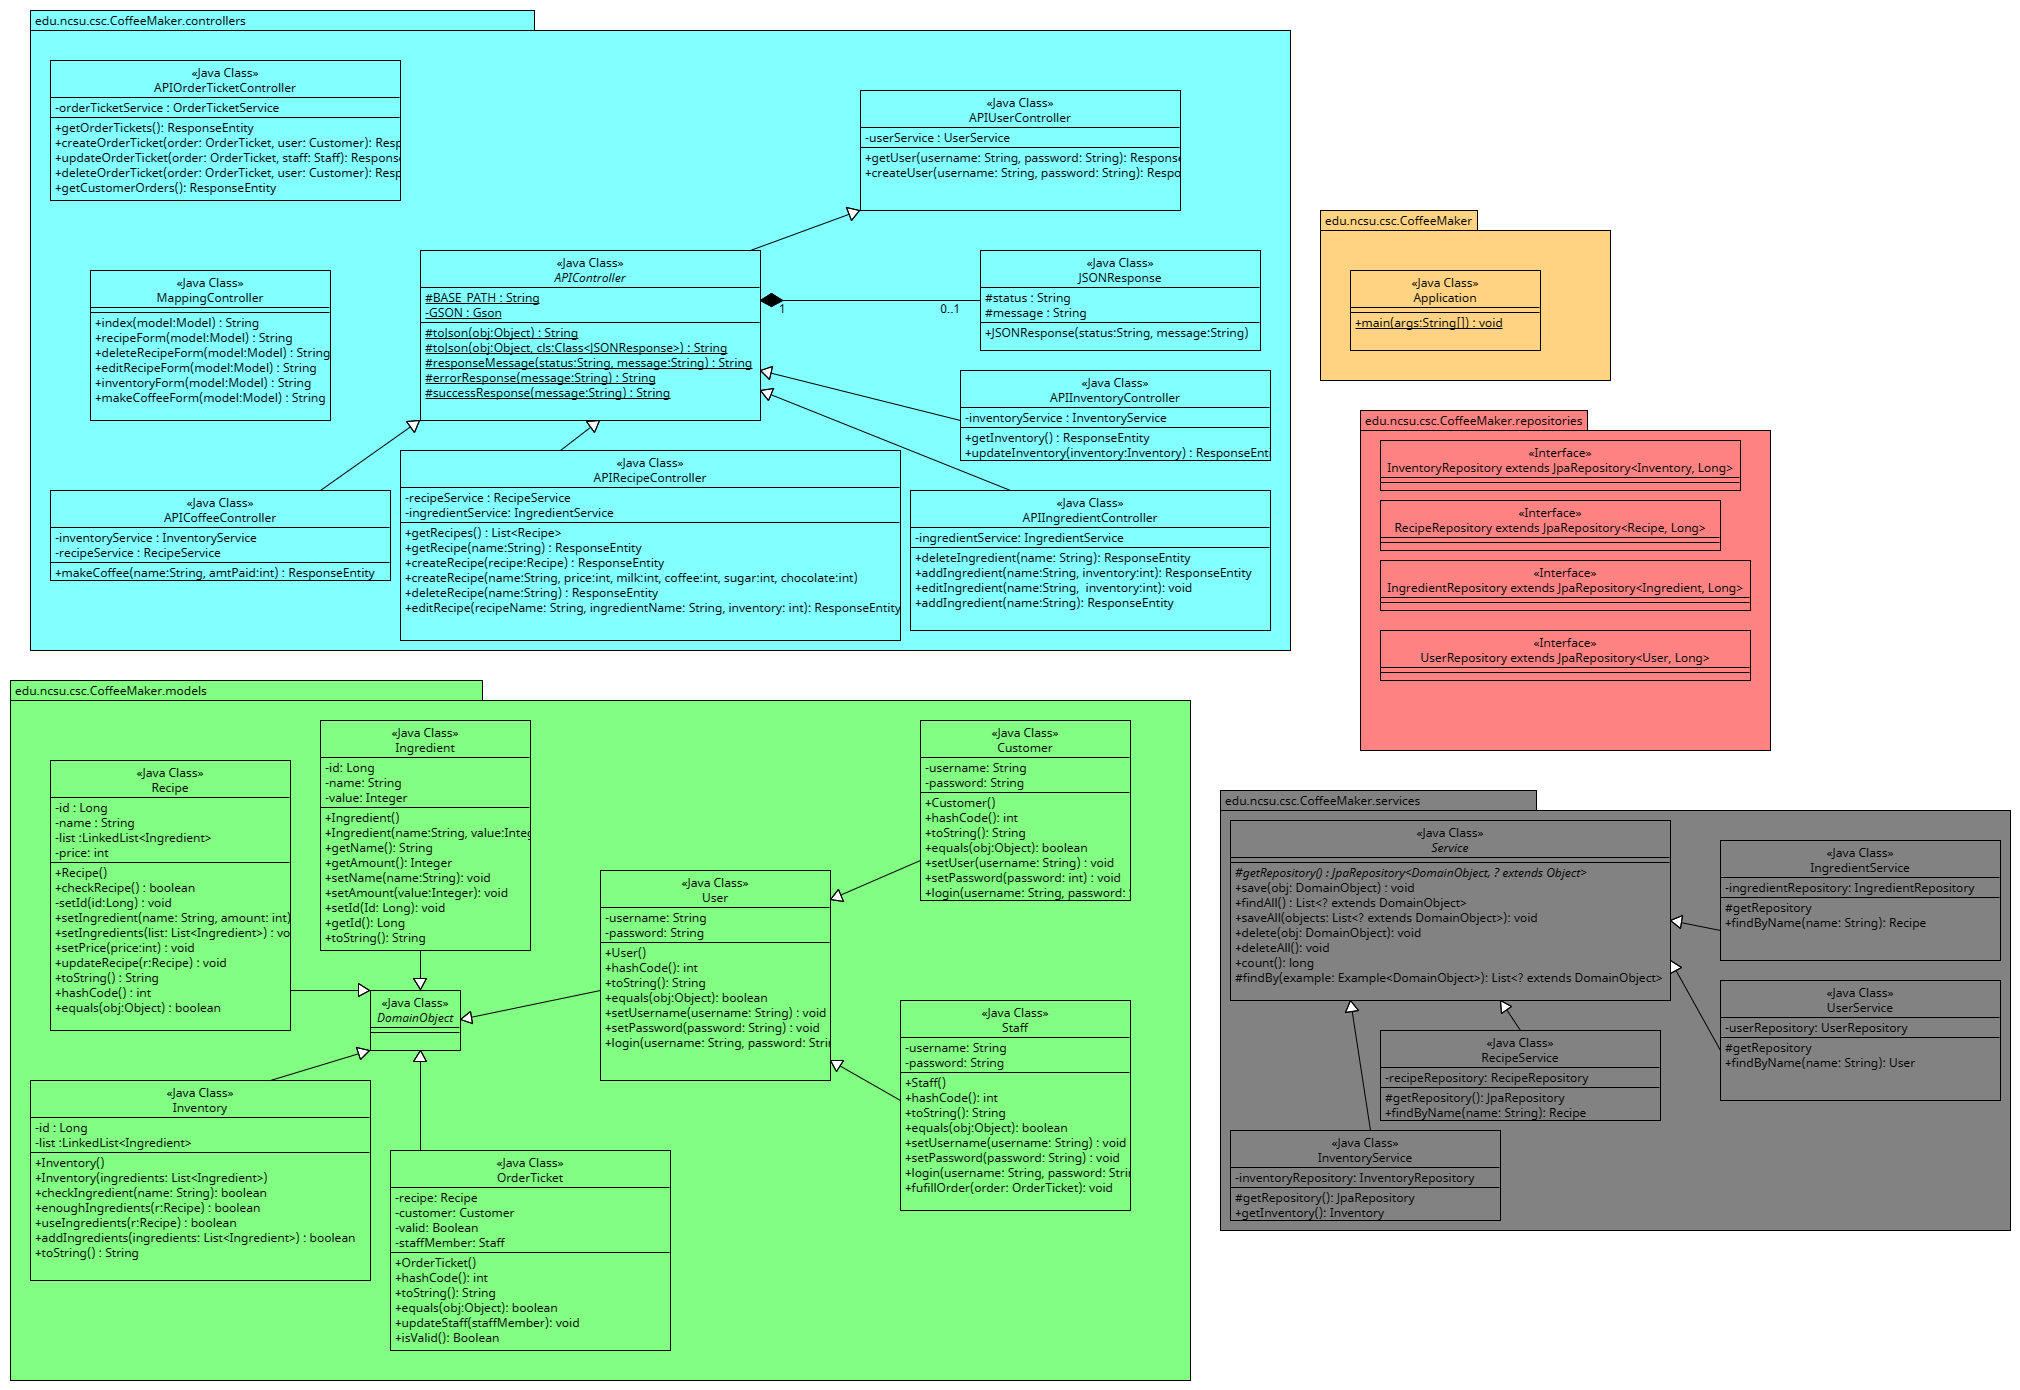 edu.ncsu.csc.CoffeeMaker.controllers
«Java Class»
APIOrderTicketController
-orderTicketService : OrderTicketService
+getOrderTickets(): ResponseEntity
+createOrderTicket(order: OrderTicket, user: Customer): Resp
+updateOrderTicket(order: OrderTicket, staff: Staff): Respons
+deleteOrderTicket(order: OrderTicket, user: Customer): Resp
+getCustomerOrders(): ResponseEntity
«Java Class»
APIUserController
-userService : UserService
+getUser(username: String, password: String): Respons
+createUser(username: String, password: String): Respo
«Java Class»
MappingController
+index(model:Model) : String
+recipeForm(model:Model) : String
+deleteRecipeForm(model:Model) : String
+editRecipeForm(model:Model) : String
+inventoryForm(model:Model) : String
+makeCoffeeForm(model:Model) : String
«Java Class»
APIController
#BASE_PATH : String
-GSON : Gson
#toJson(obj:Object) : String
#toJson(obj:Object, cls:Class<JSONResponse>) : String
#responseMessage(status:String, message:String) : String
#errorResponse(message:String) : String
#successResponse(message:String) : String
1
0..1
«Java Class»
JSONResponse
#status : String
#message : String
+JSONResponse(status:String, message:String)
«Java Class»
APIInventoryController
-inventoryService : InventoryService
+getInventory() : ResponseEntity
+updateInventory(inventory:Inventory) : ResponseEnti
«Java Class»
APICoffeeController
-inventoryService : InventoryService
-recipeService : RecipeService
+makeCoffee(name:String, amtPaid:int) : ResponseEntity
«Java Class»
APIRecipeController
-recipeService : RecipeService
-ingredientService: IngredientService
+getRecipes() : List<Recipe>
+getRecipe(name:String) : ResponseEntity
+createRecipe(recipe:Recipe) : ResponseEntity
+createRecipe(name:String, price:int, milk:int, coffee:int, sugar:int, chocolate:int)
+deleteRecipe(name:String) : ResponseEntity
+editRecipe(recipeName: String, ingredientName: String, inventory: int): ResponseEntity
«Java Class»
APIIngredientController
-ingredientService: IngredientService
+deleteIngredient(name: String): ResponseEntity
+addIngredient(name:String, inventory:int): ResponseEntity
+editIngredient(name:String,  inventory:int): void
+addIngredient(name:String): ResponseEntity
edu.ncsu.csc.CoffeeMaker
«Java Class»
Application
+main(args:String[]) : void
edu.ncsu.csc.CoffeeMaker.repositories
«Interface»
InventoryRepository extends JpaRepository<Inventory, Long>
«Interface»
RecipeRepository extends JpaRepository<Recipe, Long>
«Interface»
IngredientRepository extends JpaRepository<Ingredient, Long>
«Interface»
UserRepository extends JpaRepository<User, Long>
edu.ncsu.csc.CoffeeMaker.models
«Java Class»
Recipe
-id : Long
-name : String
-list :LinkedList<Ingredient>
-price: int
+Recipe()
+checkRecipe() : boolean
-setId(id:Long) : void
+setIngredient(name: String, amount: int)
+setIngredients(list: List<Ingredient>) : vo
+setPrice(price:int) : void
+updateRecipe(r:Recipe) : void
+toString() : String
+hashCode() : int
+equals(obj:Object) : boolean
«Java Class»
Ingredient
-id: Long
-name: String
-value: Integer
+Ingredient()
+Ingredient(name:String, value:Integ
+getName(): String
+getAmount(): Integer
+setName(name:String): void
+setAmount(value:Integer): void
+setId(Id: Long): void
+getId(): Long
+toString(): String
«Java Class»
DomainObject
«Java Class»
User
-username: String
-password: String
+User()
+hashCode(): int
+toString(): String
+equals(obj:Object): boolean
+setUsername(username: String) : void
+setPassword(password: String) : void
+login(username: String, password: Strin
«Java Class»
Customer
-username: String
-password: String
+Customer()
+hashCode(): int
+toString(): String
+equals(obj:Object): boolean
+setUser(username: String) : void
+setPassword(password: int) : void
+login(username: String, password: S
«Java Class»
Staff
-username: String
-password: String
+Staff()
+hashCode(): int
+toString(): String
+equals(obj:Object): boolean
+setUsername(username: String) : void
+setPassword(password: String) : void
+login(username: String, password: Strin
+fufillOrder(order: OrderTicket): void
«Java Class»
Inventory
-id : Long
-list :LinkedList<Ingredient>
+Inventory()
+Inventory(ingredients: List<Ingredient>)
+checkIngredient(name: String): boolean
+enoughIngredients(r:Recipe) : boolean
+useIngredients(r:Recipe) : boolean
+addIngredients(ingredients: List<Ingredient>) : boolean
+toString() : String
«Java Class»
OrderTicket
-recipe: Recipe
-customer: Customer
-valid: Boolean
-staffMember: Staff
+OrderTicket()
+hashCode(): int
+toString(): String
+equals(obj:Object): boolean
+updateStaff(staffMember): void
+isValid(): Boolean
edu.ncsu.csc.CoffeeMaker.services
«Java Class»
Service
#getRepository() : JpaRepository<DomainObject, ? extends Object>
+save(obj: DomainObject) : void
+findAll() : List<? extends DomainObject>
+saveAll(objects: List<? extends DomainObject>): void
+delete(obj: DomainObject): void
+deleteAll(): void
+count(): long
#findBy(example: Example<DomainObject>): List<? extends DomainObject>
«Java Class»
IngredientService
-ingredientRepository: IngredientRepository
#getRepository
+findByName(name: String): Recipe
«Java Class»
UserService
-userRepository: UserRepository
#getRepository
+findByName(name: String): User
«Java Class»
RecipeService
-recipeRepository: RecipeRepository
#getRepository(): JpaRepository
+findByName(name: String): Recipe
«Java Class»
InventoryService
-inventoryRepository: InventoryRepository
#getRepository(): JpaRepository
+getInventory(): Inventory